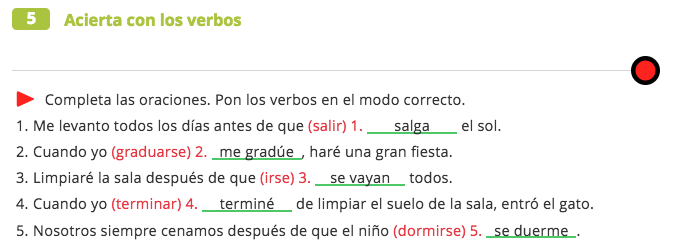 5 Acierta con los verbos
Completa las oraciones. Pon los verbos en el modo correcto.
1. Me levanto todos los días antes de que (salir) 1. salga el sol.
2. Cuando yo (graduarse) 2. me gradúe, haré una gran fiesta.
3. Limpiaré la sala después de que (irse) 3. se vayan todos.
4. Cuando yo (terminar) 4. terminé de limpiar el suelo de la sala, entró el gato.
5. Nosotros siempre cenamos después de que el niño (dormirse) 5. se duerme.